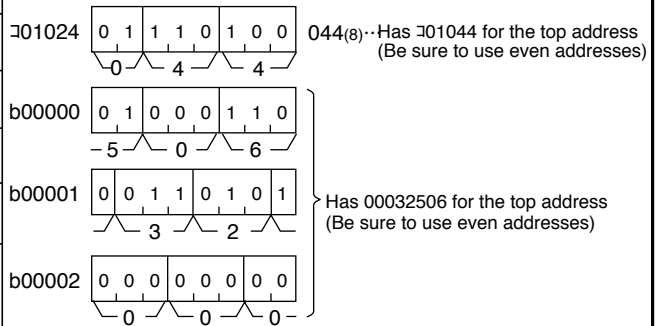 ｺ01024 0 1 1 1 0 1 0 0 044(8)··Has ｺ01044 for the top address
(Be sure to use even addresses)
0 4 4
b00000 0 1 0 0 0 1 1 0
5 0 6
b00001 0 0 1 1 0 1 0 1
Has 00032506 for the top address
(Be sure to use even addresses)
3 2
b00002 0 0 0 0 0 0 0 0
0 0 0